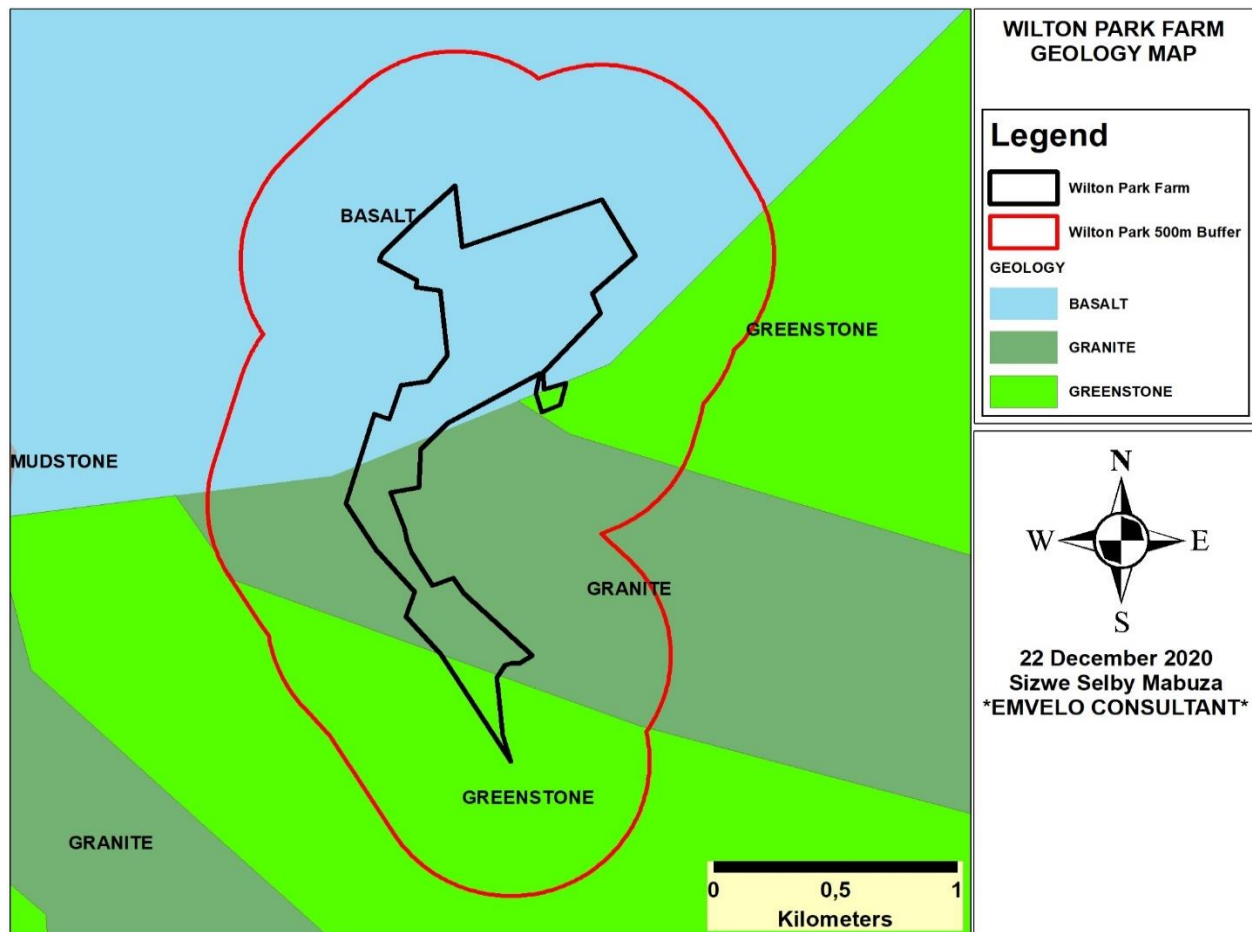 WILTON PARK FARM
GEOLOGY MAP
Legend
Wilton Park Farm
Wilton Park 500m Buffer
GEOLOGY
BASALT
GRANITE
GREENSTONE
BASALT
GREENSTONE
MUDSTONE
GRANITE
GREENSTONE
GRANITE
N
W E
S
22 December 2020
Sizwe Selby Mabuza
*EMVELO CONSULTANT*
0 0,5 1
Kilometers